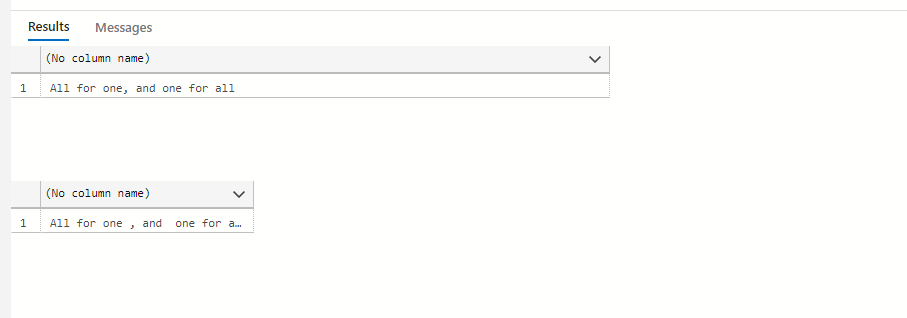 Results Messages
(No column name)
1 All for one, and one for all
(No column name)
1 All for one , and  one for a…